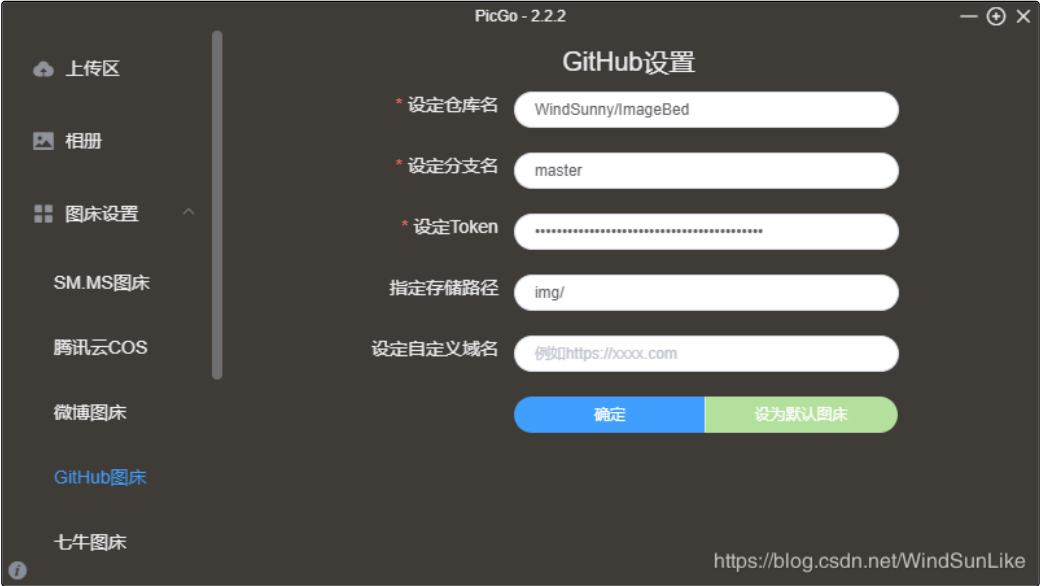 PicGo - 2.2.2
上传区
相册
图床设置
SM.MS图床
腾讯云COS
微博图床
GitHub图床
七牛图床
GitHub设置
* 设定仓库名 WindSunny/ImageBed
* 设定分支名 master
* 设定Token ••••••••••••••••••••••••••••••••••••••••
指定存储路径 img/
设定自定义域名 例如https://xxxx.com
确定 设为默认图床
https://blog.csdn.net/WindSunLike